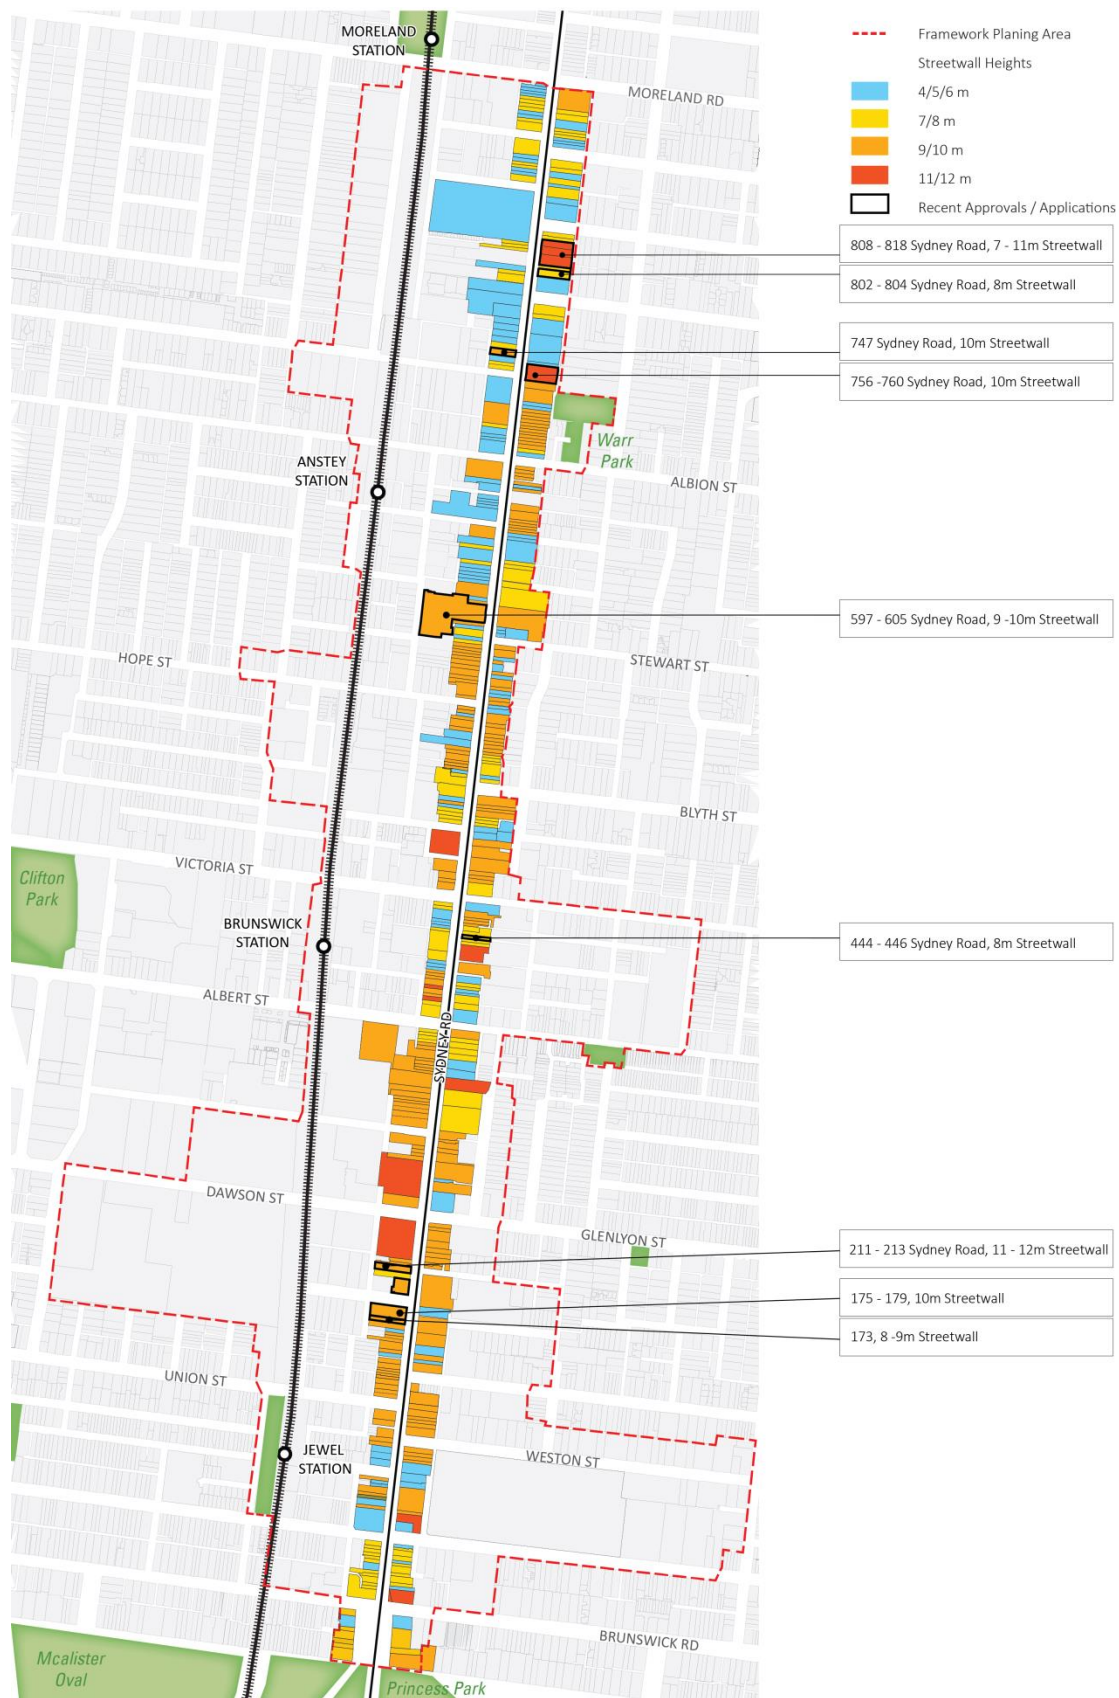 MORELAND
STATION
MORELAND RD
Framework Planing Area
Streetwall Heights
4/5/6 m
7/8 m
9/10 m
11/12 m
Recent Approvals / Applications
808 - 818 Sydney Road, 7 - 11m Streetwall
802 - 804 Sydney Road, 8m Streetwall
747 Sydney Road, 10m Streetwall
756 -760 Sydney Road, 10m Streetwall
Warr
Park
ANSTEY
STATION
ALBION ST
597 - 605 Sydney Road, 9 -10m Streetwall
HOPE ST
STEWART ST
BLYTH ST
VICTORIA ST
Clifton
Park
BRUNSWICK
STATION
444 - 446 Sydney Road, 8m Streetwall
ALBERT ST
SYDNEY RD
DAWSON ST
GLENLYON ST
211 - 213 Sydney Road, 11 - 12m Streetwall
175 - 179, 10m Streetwall
173, 8 -9m Streetwall
UNION ST
JEWEL
STATION
WESTON ST
BRUNSWICK RD
Mcalister
Oval
Princess Park